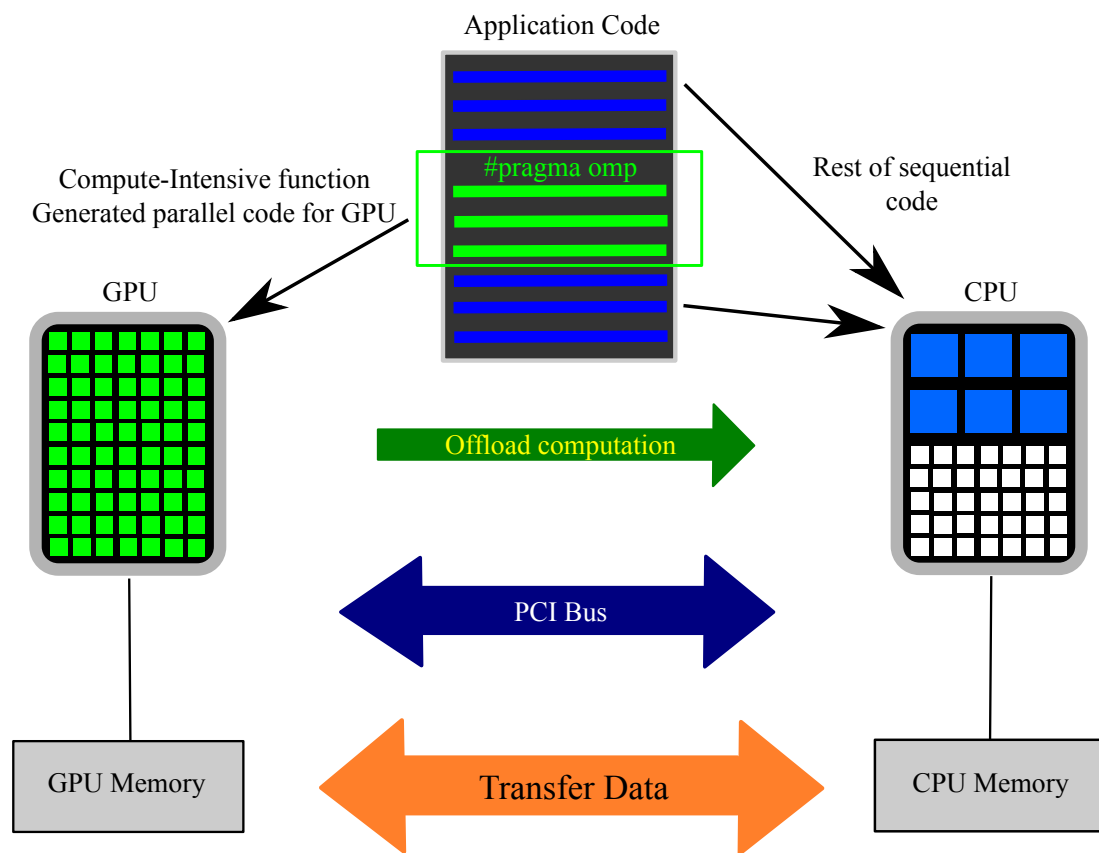 Application Code
#pragma omp
Compute-Intensive function
Generated parallel code for GPU
Rest of sequential
code
GPU
CPU
Offload computation
PCI Bus
GPU Memory
Transfer Data
CPU Memory